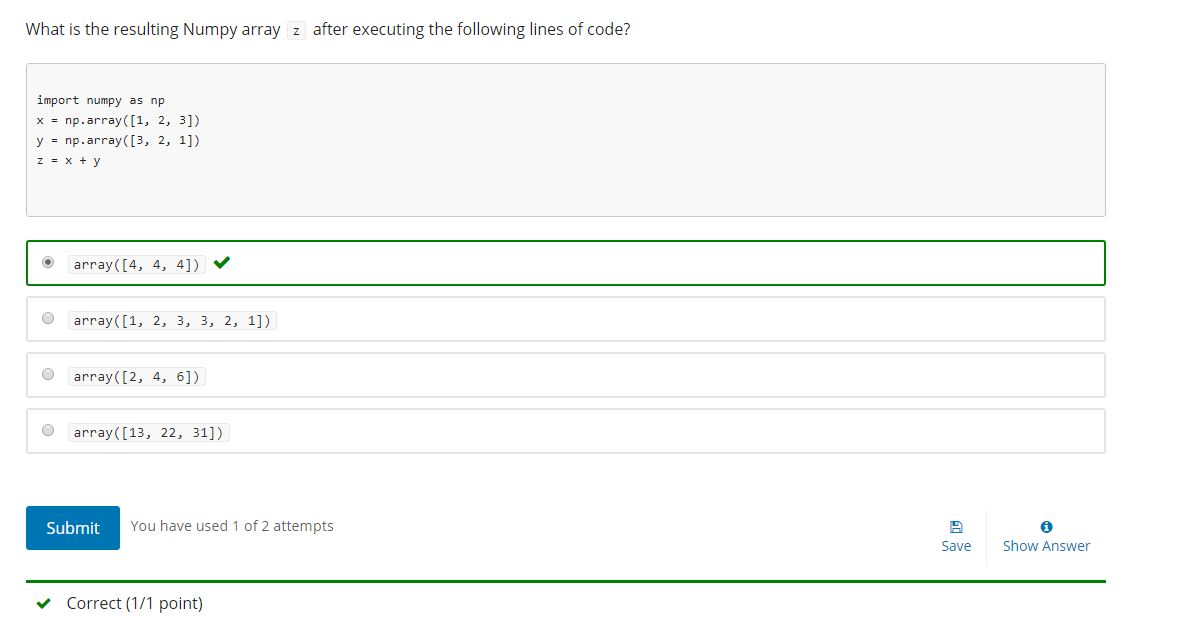 What is the resulting Numpy array z after executing the following lines of code?
import numpy as np
x = np.array([1, 2, 3])
y = np.array([3, 2, 1])
z = x + y
array([4, 4, 4])
array([1, 2, 3, 3, 2, 1])
array([2, 4, 6])
array([13, 22, 31])
Submit You have used 1 of 2 attempts
Save Show Answer
Correct (1/1 point)